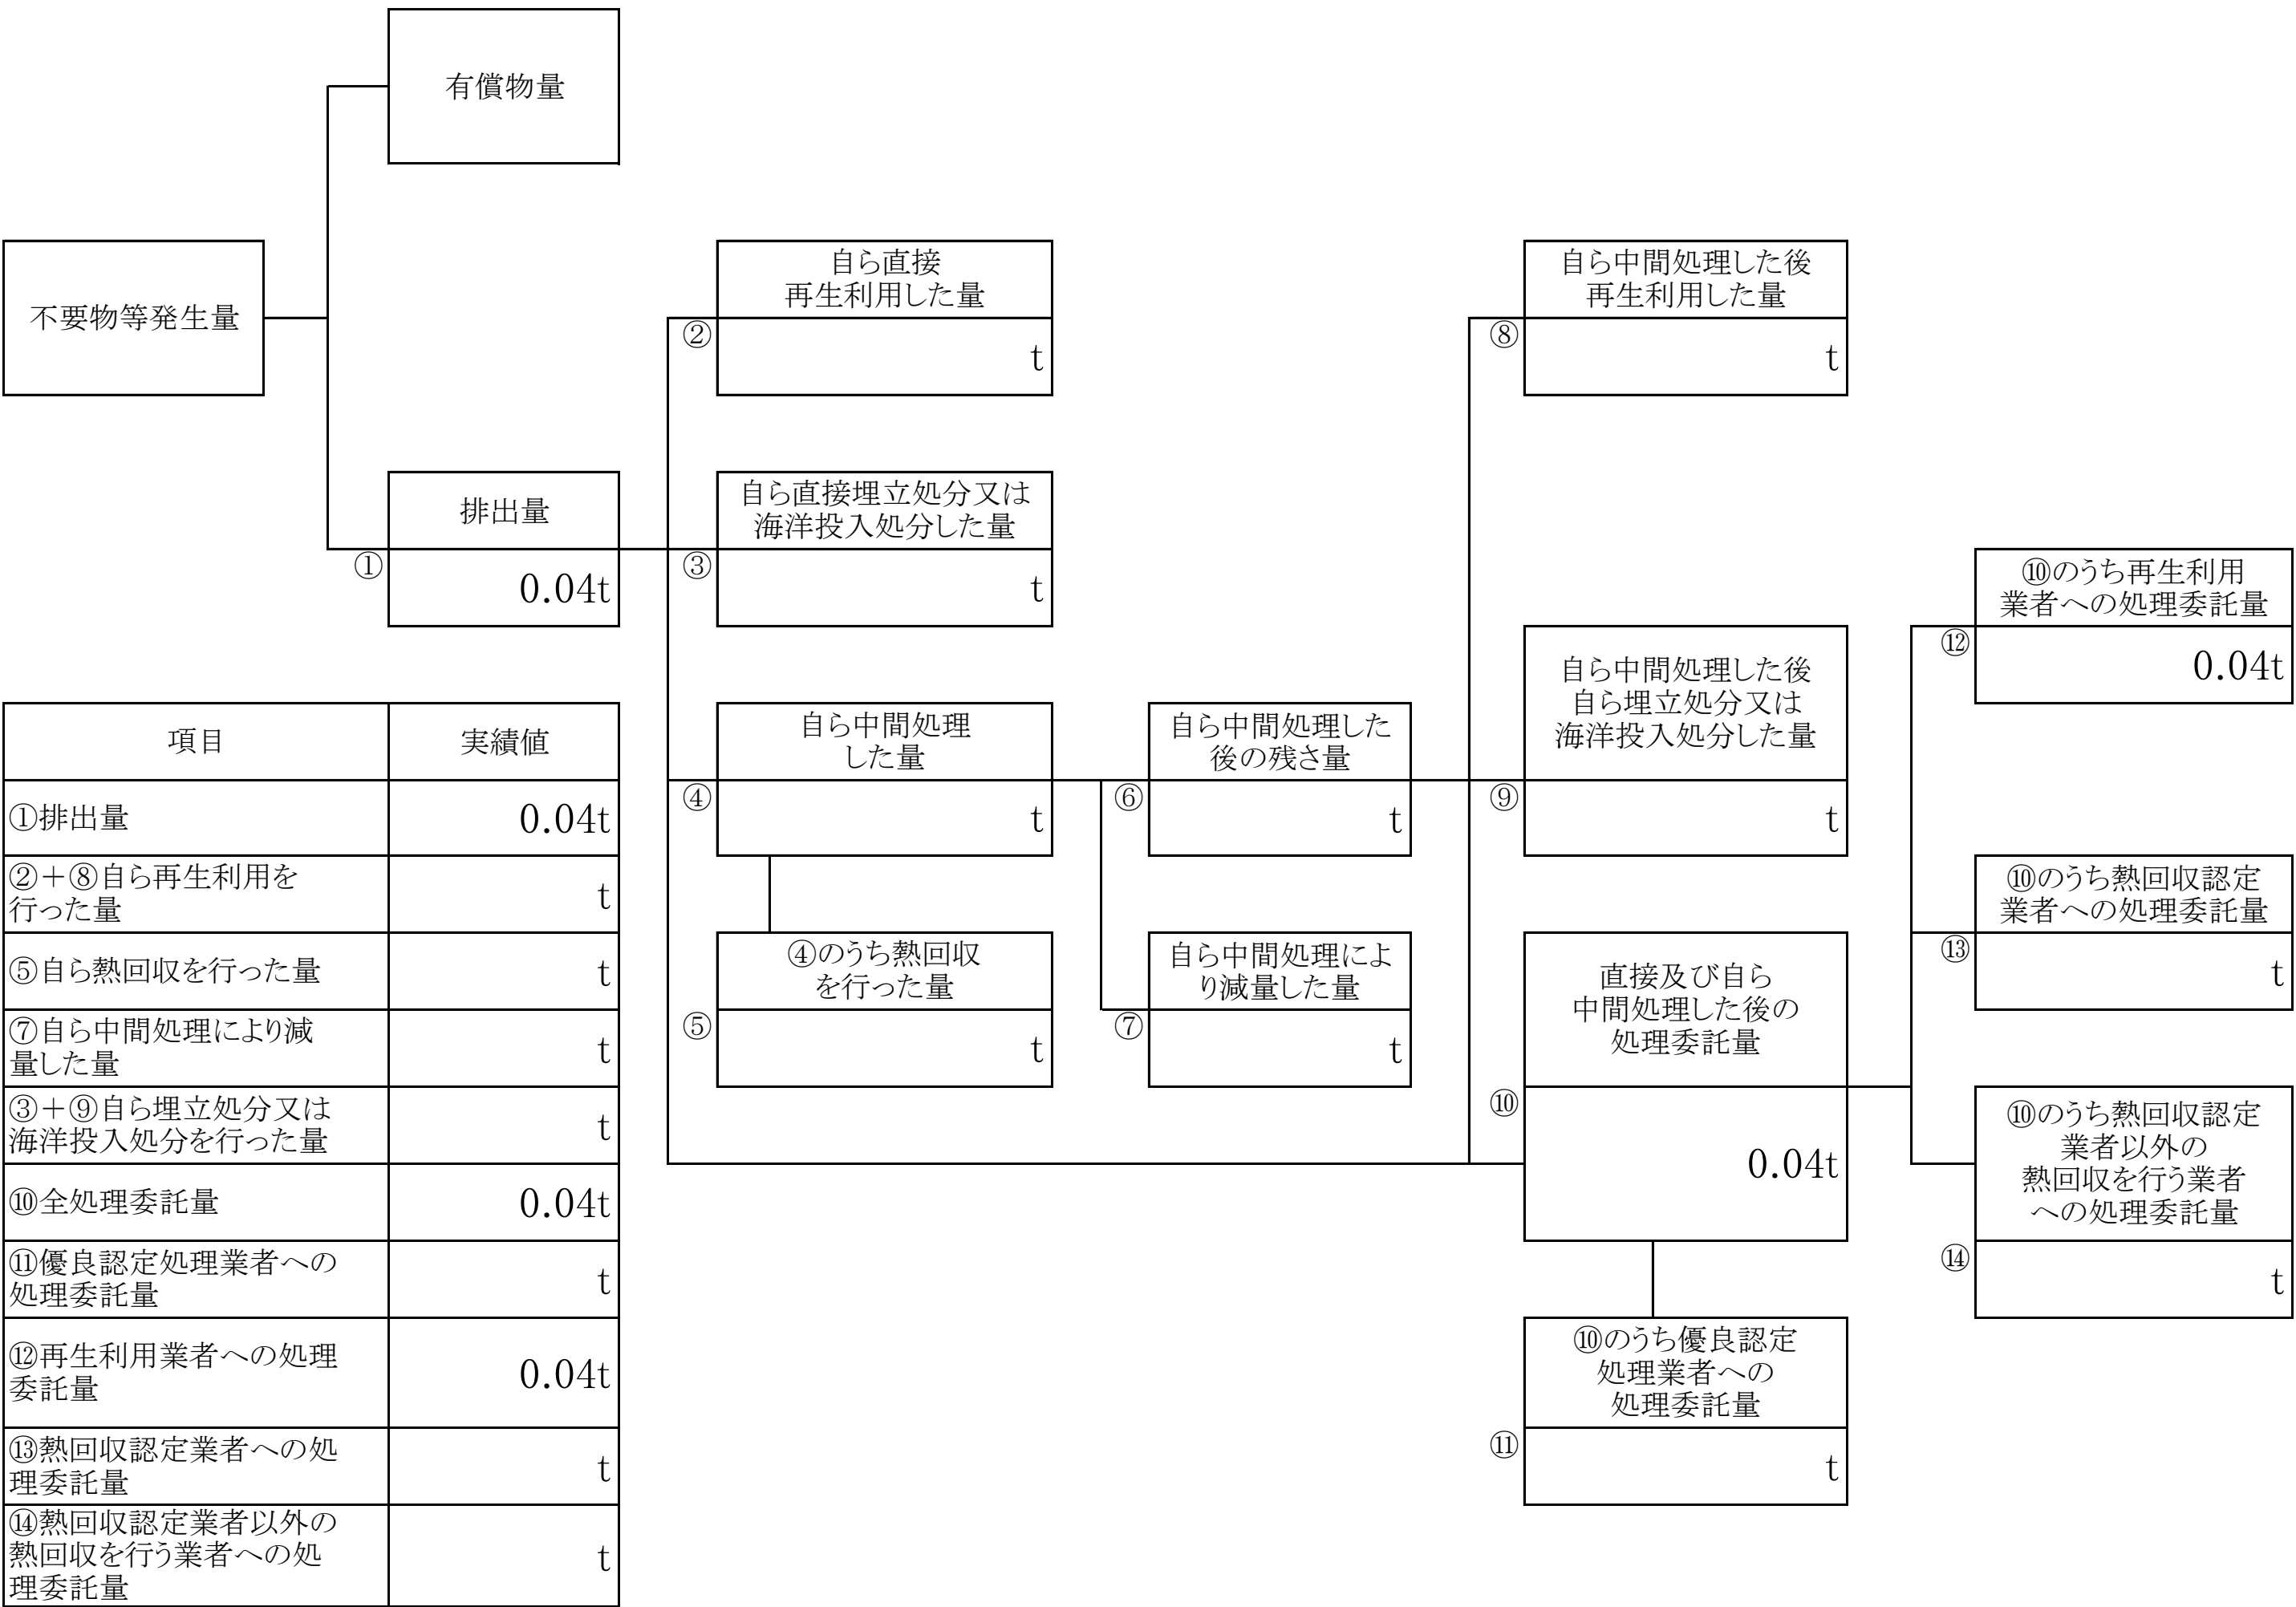 有償物量
不要物等発生量
自ら直接
再生利用した量
②
t
自ら中間処理した後
再生利用した量
⑧
t
排出量
①
0.04t
自ら直接埋立処分又は
海洋投入処分した量
③
t
⑩のうち再生利用
業者への処理委託量
⑫
0.04t
自ら中間処理した後
自ら埋立処分又は
海洋投入処分した量
⑨
t
自ら中間処理
した量
④
t
自ら中間処理した
後の残さ量
⑥
t
④のうち熱回収
を行った量
⑤
t
自ら中間処理によ
り減量した量
⑦
t
直接及び自ら
中間処理した後の
処理委託量
⑩
0.04t
⑩のうち熱回収認定
業者への処理委託量
⑬
t
⑩のうち熱回収認定
業者以外の
熱回収を行う業者
への処理委託量
⑭
t
⑩のうち優良認定
処理業者への
処理委託量
⑪
t
項目 実績値
①排出量 0.04t
②＋⑧自ら再生利用を
行った量
t
⑤自ら熱回収を行った量 t
⑦自ら中間処理により減
量した量
t
③＋⑨自ら埋立処分又は
海洋投入処分を行った量
t
⑩全処理委託量 0.04t
⑪優良認定処理業者への
処理委託量
t
⑫再生利用業者への処理
委託量
0.04t
⑬熱回収認定業者への処
理委託量
t
⑭熱回収認定業者以外の
熱回収を行う業者への処
理委託量
t